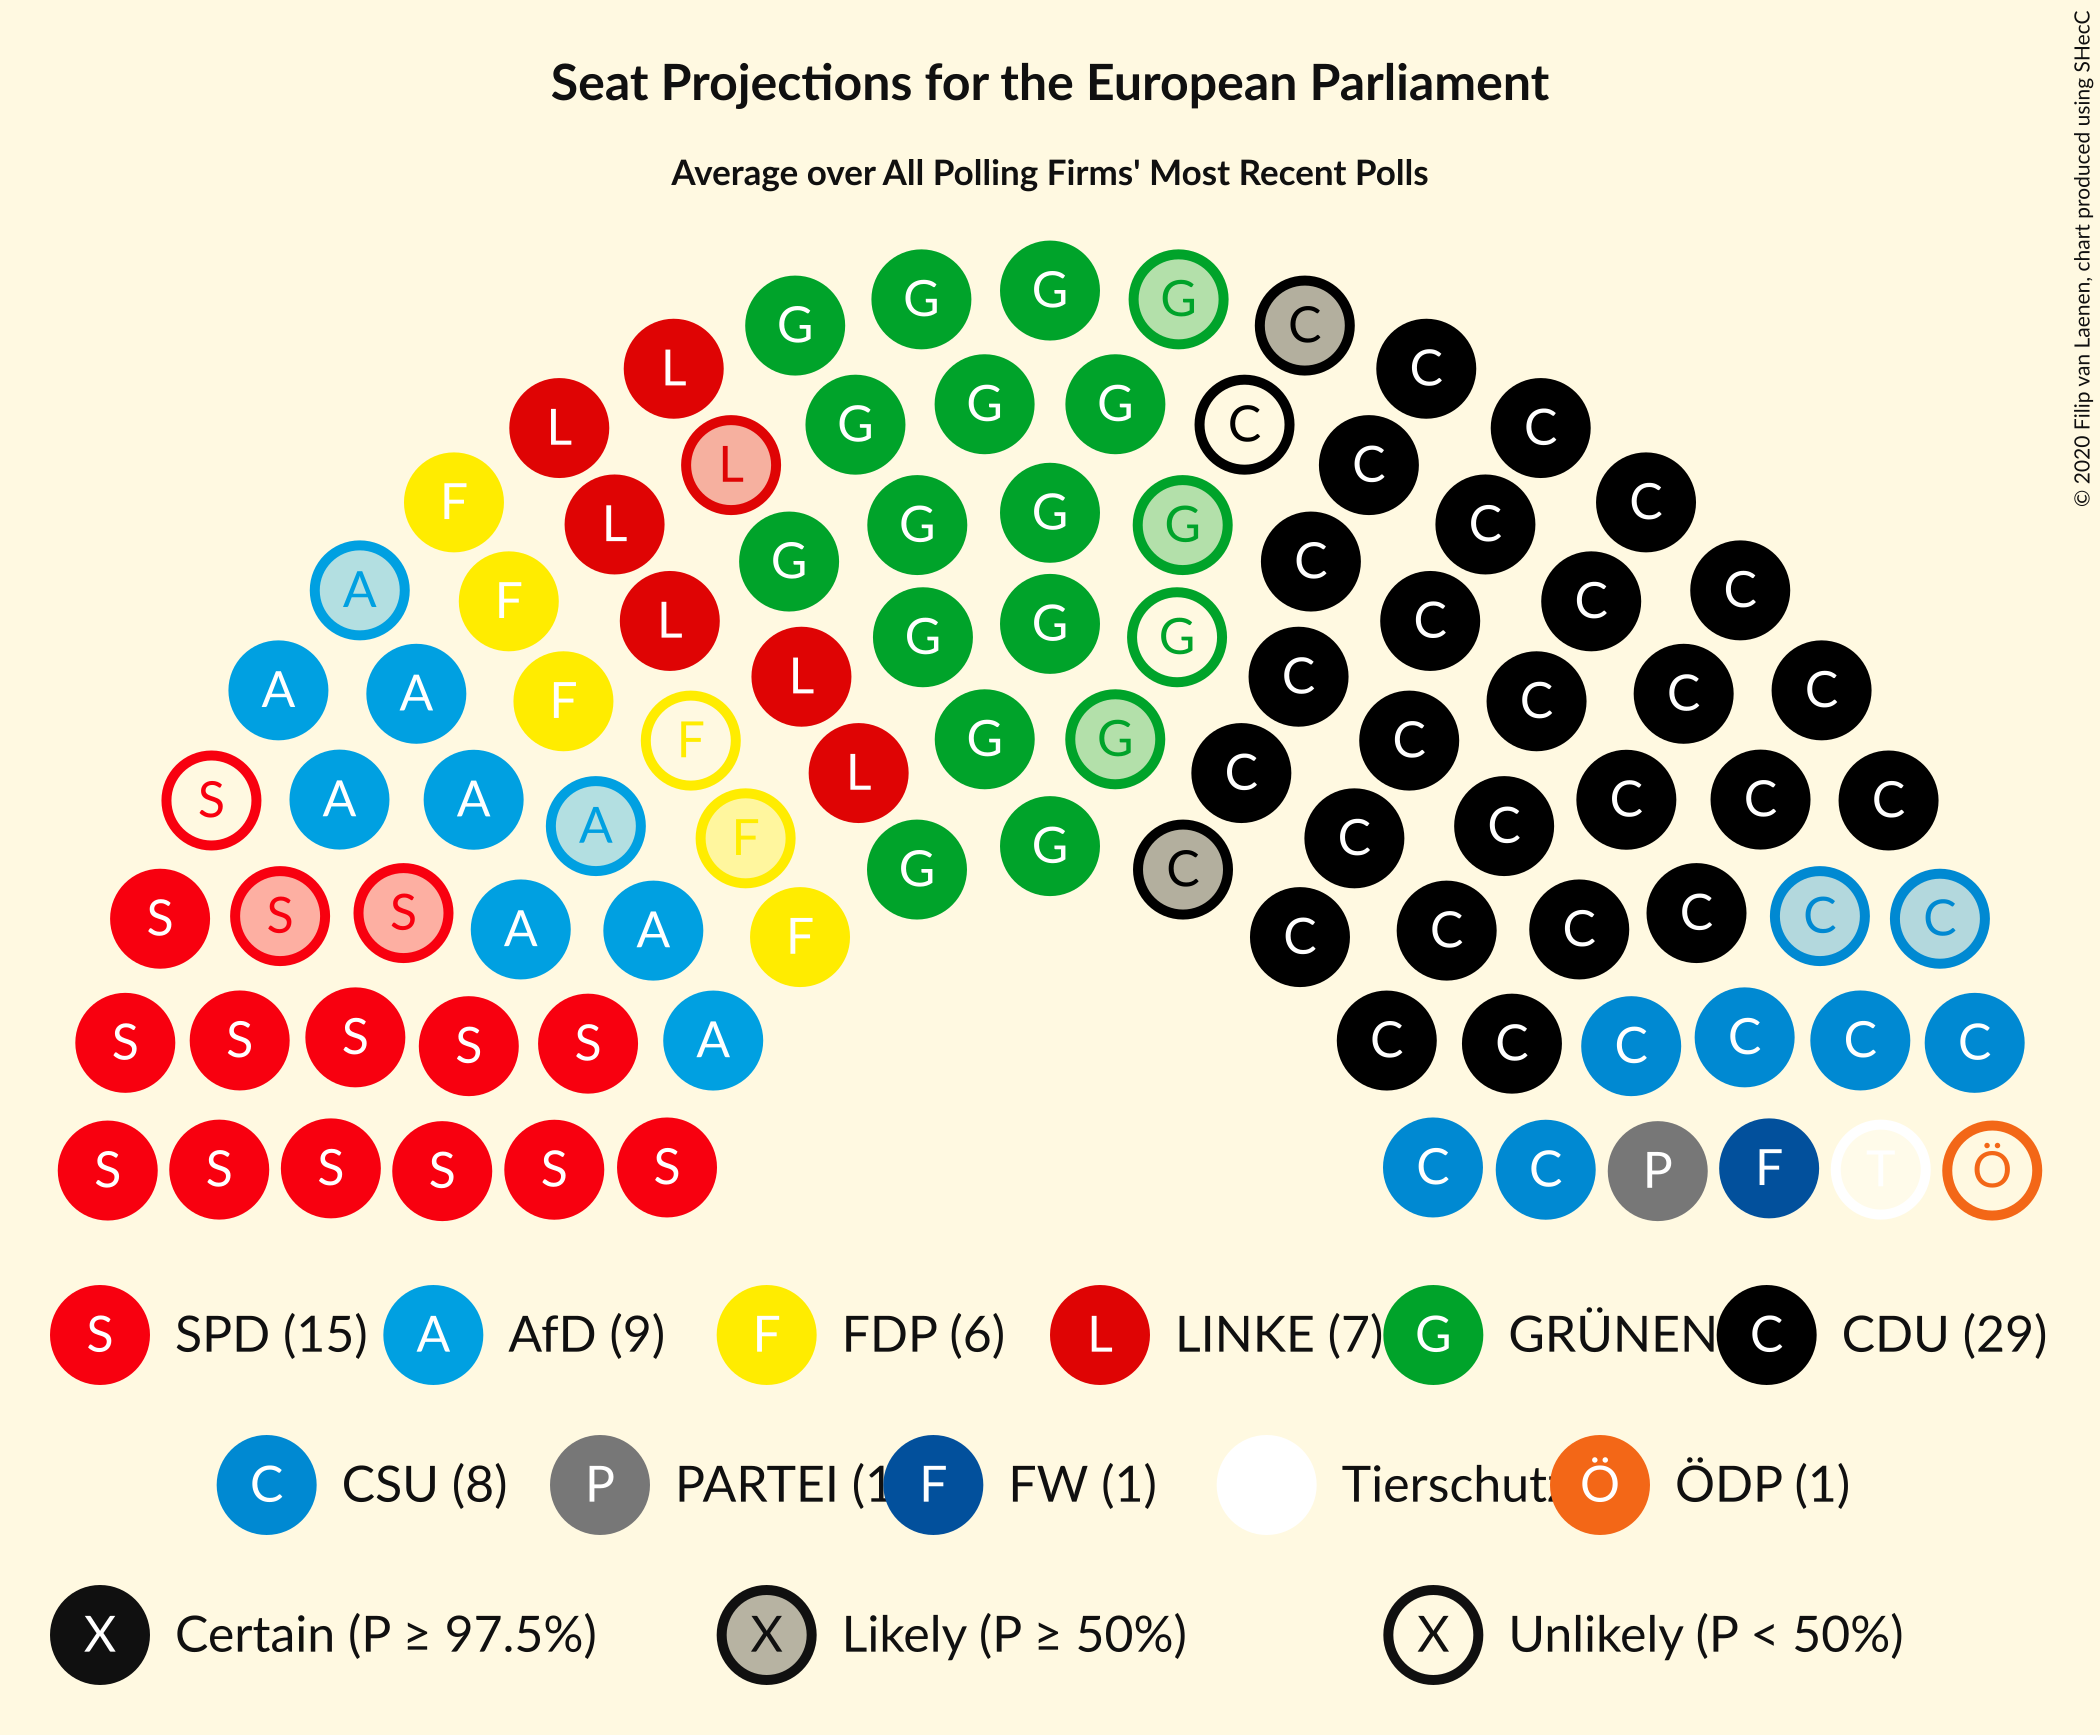 Seat Projections for the European Parliament
Average over All Polling Firms' Most Recent Polls
© 2020 Filip van Laenen, chart produced using SHecC
G G G G C
L G G G C C
L L G G G G C C C
F L G G G C C C
A F L G G C C C
A A F L G G C C C C
S A A A F F L C C C C C C
S S S A A F G G C C C C C C C
S S S S S A C C C C C C
S S S S S S C C P F T Ö
S SPD (15) A AfD (9) F FDP (6) L LINKE (7) G GRÜNEN C CDU (29)
C CSU (8) P PARTEI (1 F FW (1) Tierschutz Ö ÖDP (1)
X Certain (P ≥ 97.5%) X Likely (P ≥ 50%) X Unlikely (P < 50%)